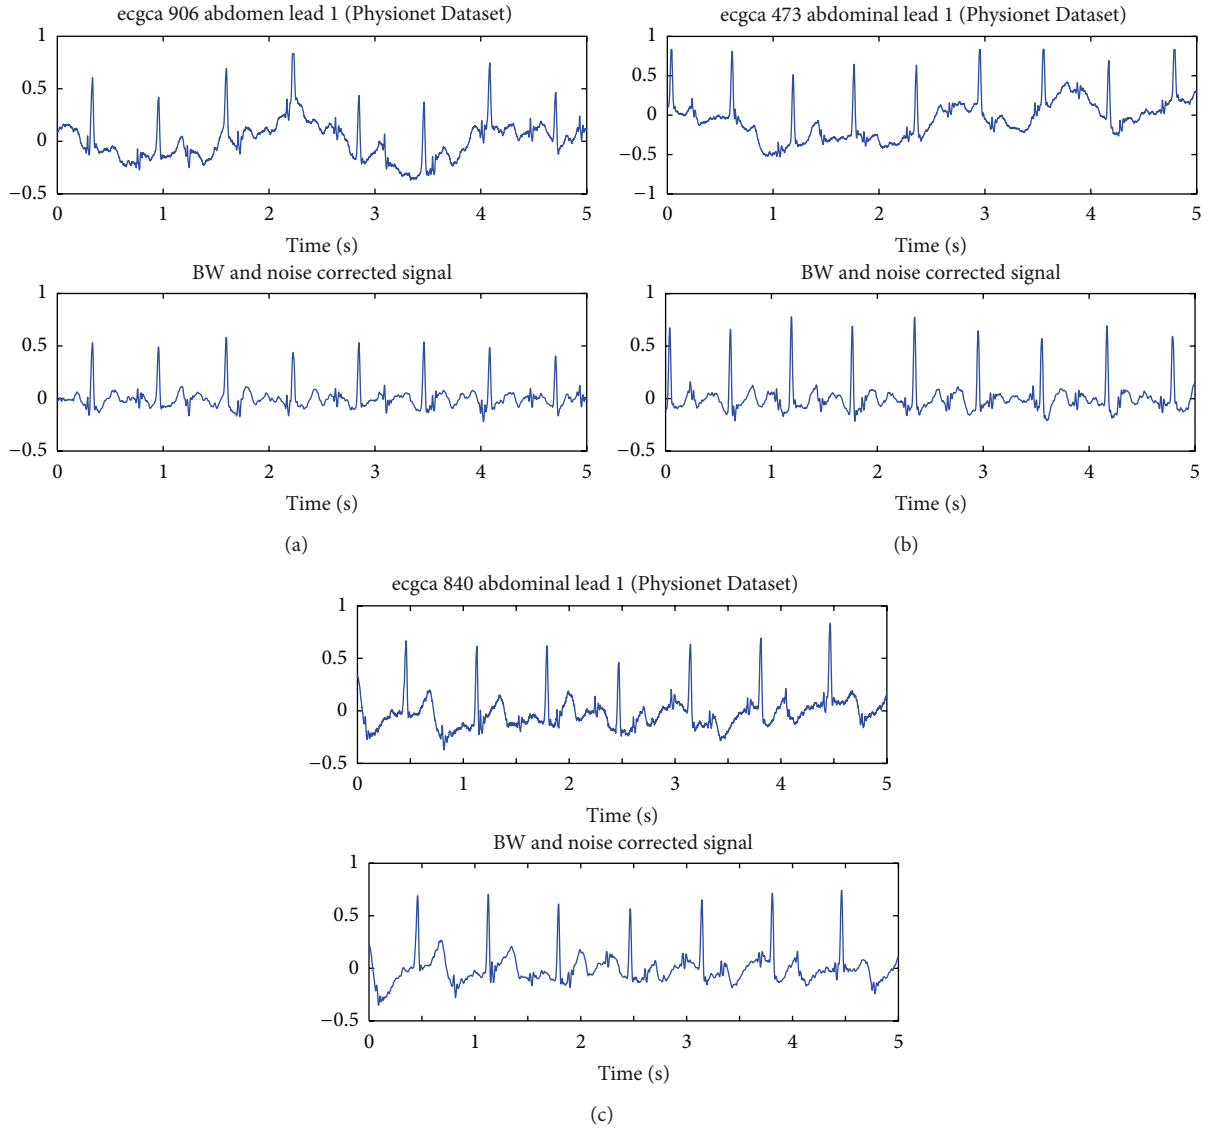 ecgca 906 abdomen lead 1 (Physionet Dataset)
1
0.5
0
−0.5
0 1 2 3 4 5
Time (s)
BW and noise corrected signal
1
0.5
0
−0.5
0 1 2 3 4 5
Time (s)
(a)
ecgca 473 abdominal lead 1 (Physionet Dataset)
1
0.5
0
−0.5
−1
0 1 2 3 4 5
Time (s)
BW and noise corrected signal
1
0.5
0
−0.5
0 1 2 3 4 5
Time (s)
(b)
ecgca 840 abdominal lead 1 (Physionet Dataset)
1
0.5
0
−0.5
0 1 2 3 4 5
Time (s)
BW and noise corrected signal
1
0.5
0
−0.5
0 1 2 3 4 5
Time (s)
(c)